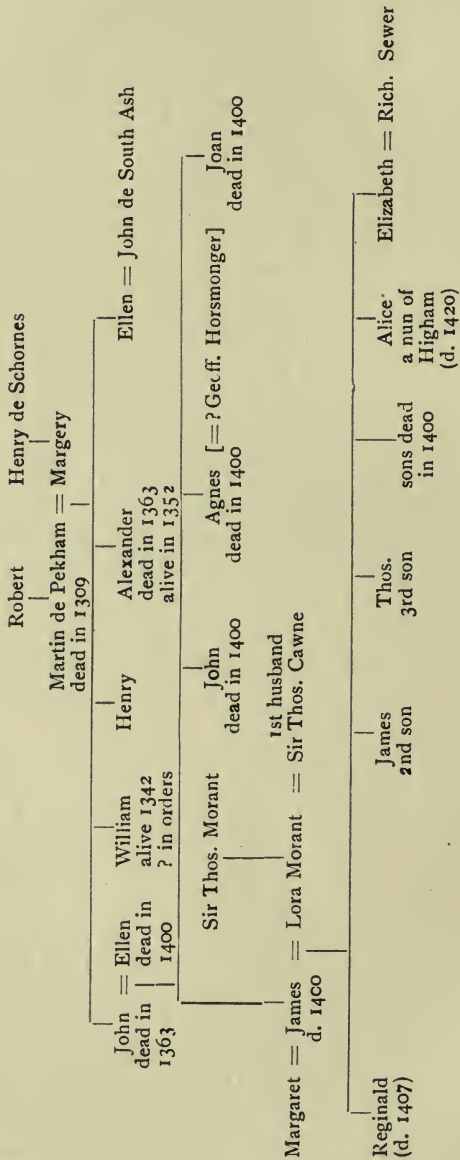 Robert
Henry de Schornes
Martin de Pekham = Margery
dead in 1309
John = Ellen
dead in dead in
1363 1400
William
alive 1342
? in orders
Henry
Alexander
dead in 1363
alive in 1352
Ellen = John de South Ash
Sir Thos. Morant
John
dead in 1400
Agnes [= ? Geoff. Horsmonger]
dead in 1400
Joan
dead in 1400
1st husband
Margaret = James = Lora Morant = Sir Thos. Cawne
d. 1400
Reginald
(d. 1407)
James
2nd son
Thos.
3rd son
sons dead
in 1400
Alice
a nun of
Higham
(d. 1420)
Elizabeth = Rich. Sewer